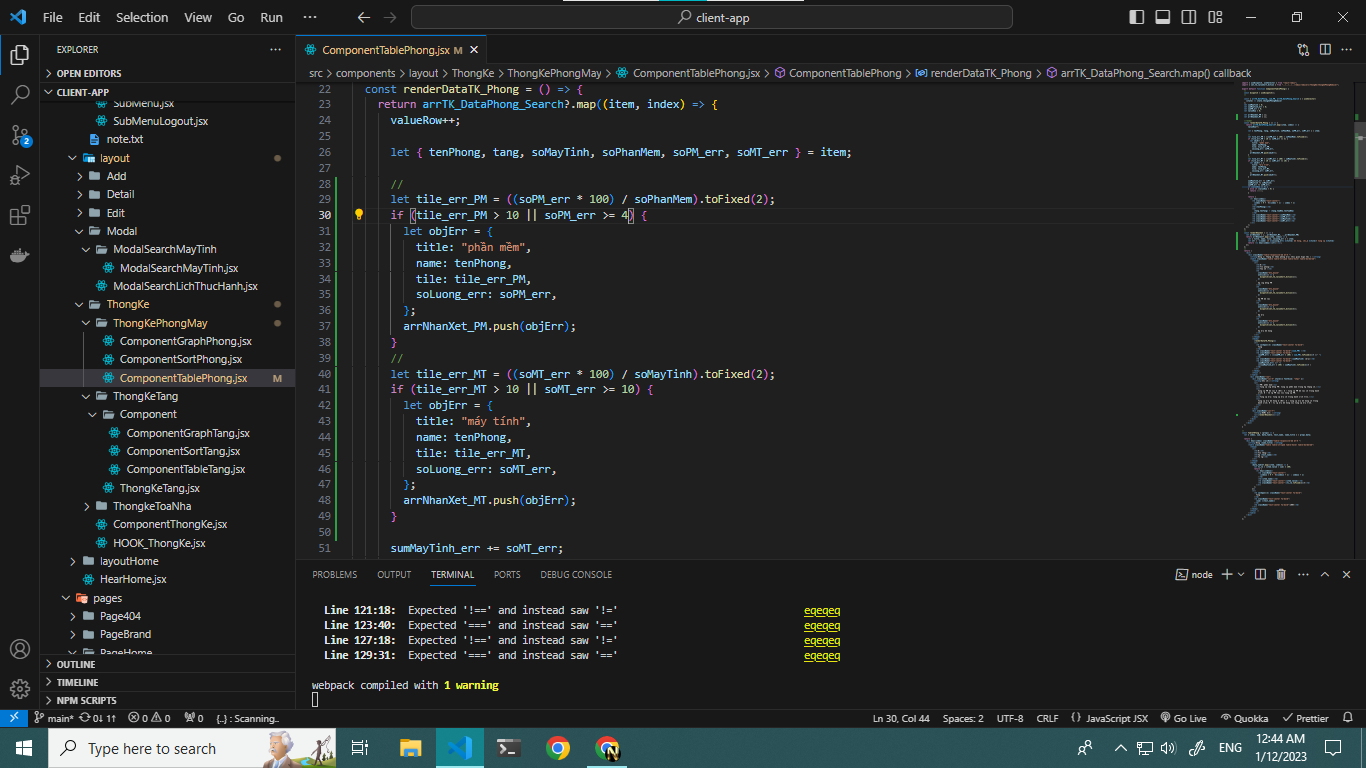 File Edit Selection View Go Run ···
client-app
EXPLORER
OPEN EDITORS
CLIENT-APP
SubMenu.jsx
SubMenuLogout.jsx
note.txt
layout
Add
Detail
Edit
Modal
ModalSearchMayTinh
ModalSearchMayTinh.jsx
ModalSearchLichThucHanh.jsx
ThongKe
ThongKePhongMay
ComponentGraphPhong.jsx
ComponentSortPhong.jsx
ComponentTablePhong.jsx M
ThongKeTang
Component
ComponentGraphTang.jsx
ComponentSortTang.jsx
ComponentTableTang.jsx
ThongKeTang.jsx
ThongkeToaNha
ComponentThongKe.jsx
HOOK_ThongKe.jsx
layoutHome
HearHome.jsx
pages
Page404
PageBrand
PageHome
OUTLINE
TIMELINE
NPM SCRIPTS
2
ComponentTablePhong.jsx M
src > components > layout > ThongKe > ThongKePhongMay > ComponentTablePhong.jsx > ComponentTablePhong > renderDataTK_Phong > arrTK_DataPhong_Search.map() callback
22 const renderDataTK_Phong = () => {
23 return arrTK_DataPhong_Search?.map((item, index) => {
24 valueRow++;
25
26 let { tenPhong, tang, soMayTinh, soPhanMem, soPM_err, soMT_err } = item;
27
28 //
29 let tile_err_PM = ((soPM_err * 100) / soPhanMem).toFixed(2);
30 if (tile_err_PM > 10 || soPM_err >= 4) {
31 let objErr = {
32 title: "phần mềm",
33 name: tenPhong,
34 tile: tile_err_PM,
35 soLuong_err: soPM_err,
36 };
37 arrNhanXet_PM.push(objErr);
38 }
39 //
40 let tile_err_MT = ((soMT_err * 100) / soMayTinh).toFixed(2);
41 if (tile_err_MT > 10 || soMT_err >= 10) {
42 let objErr = {
43 title: "máy tính",
44 name: tenPhong,
45 tile: tile_err_MT,
46 soLuong_err: soMT_err,
47 };
48 arrNhanXet_MT.push(objErr);
49 }
50
51 sumMayTinh_err += soMT_err;
PROBLEMS OUTPUT TERMINAL PORTS DEBUG CONSOLE
node
Line 121:18: Expected '!==' and instead saw '!=' eqeqeq
Line 123:40: Expected '===' and instead saw '==' eqeqeq
Line 127:18: Expected '!==' and instead saw '!=' eqeqeq
Line 129:31: Expected '===' and instead saw '==' eqeqeq
webpack compiled with 1 warning
main* 0↓ 1↑ 0 0 0 {..} : Scanning..
Ln 30, Col 44 Spaces: 2 UTF-8 CRLF {} JavaScript JSX Go Live Quokka Prettier
Type here to search
ENG
12:44 AM
1/12/2023